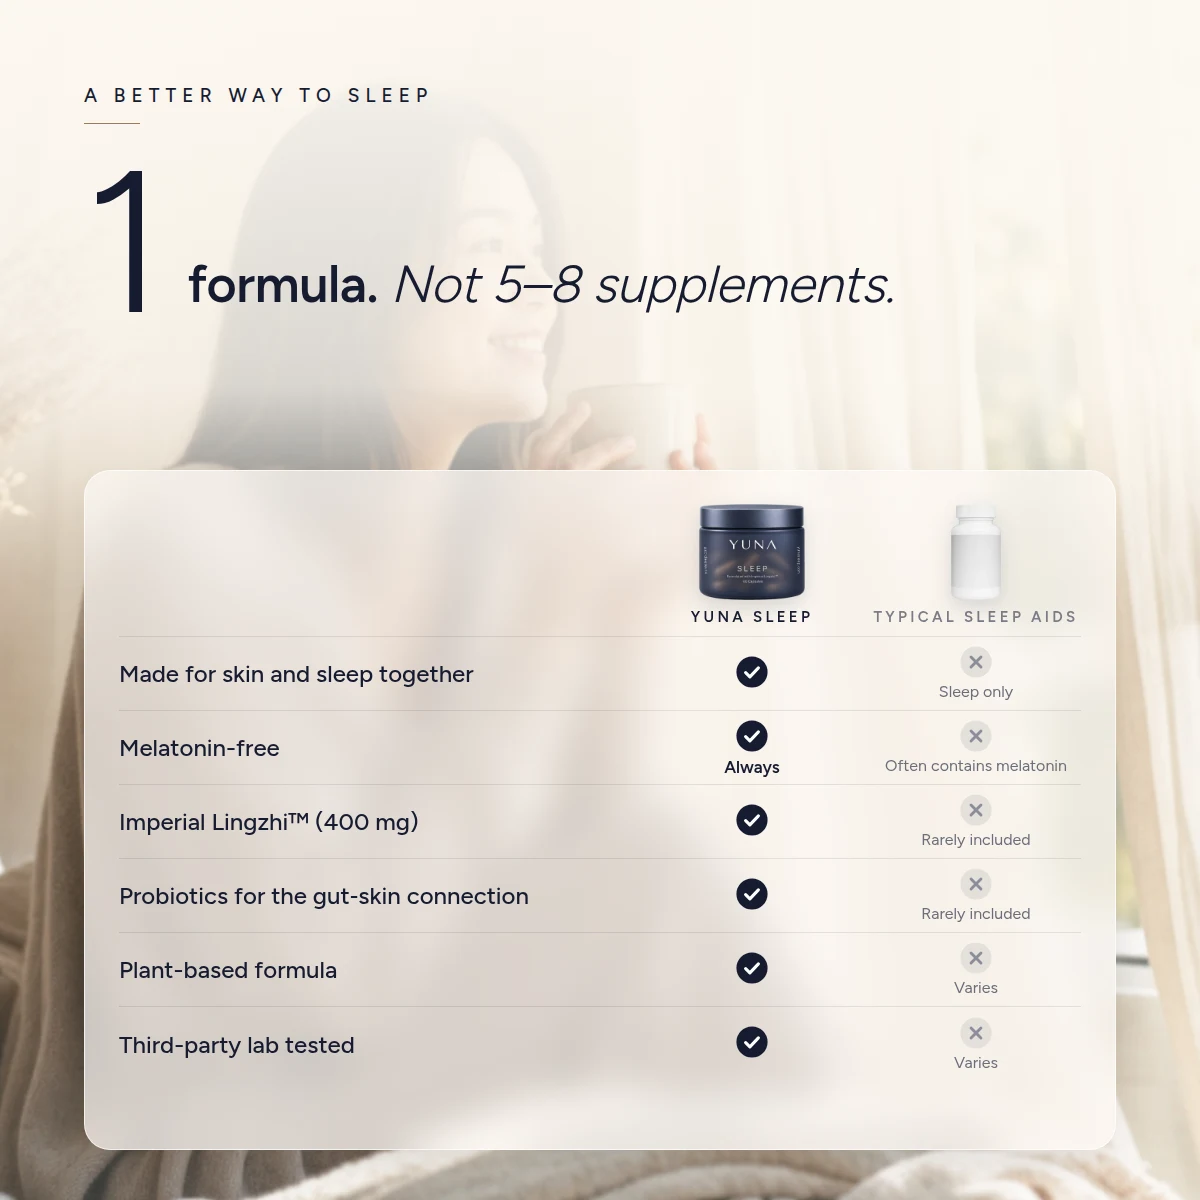 A BETTER WAY TO SLEEP
1 formula. Not 5–8 supplements.
YUNA
SLEEP
YUNA SLEEP
TYPICAL SLEEP AIDS
Made for skin and sleep together
Sleep only
Melatonin-free
Always
Often contains melatonin
Imperial Lingzhi™ (400 mg)
Rarely included
Probiotics for the gut-skin connection
Rarely included
Plant-based formula
Varies
Third-party lab tested
Varies